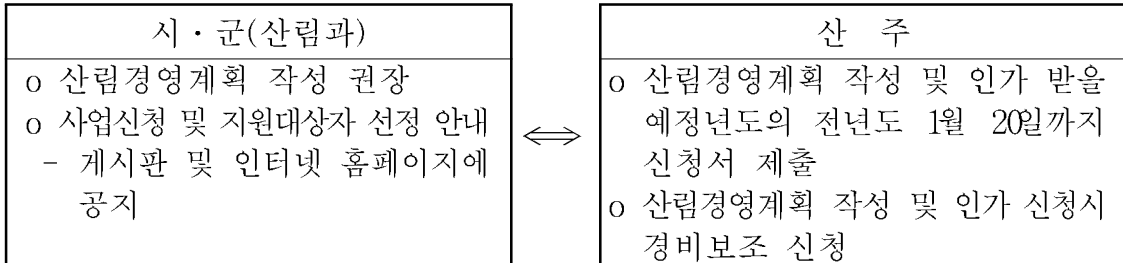 시·군(산림과)
o 산림경영계획 작성 권장
o 사업신청 및 지원대상자 선정 안내
- 게시판 및 인터넷 홈페이지에
공지
⇔
산 주
o 산림경영계획 작성 및 인가 받을
예정년도의 전년도 1월 20일까지
신청서 제출
o 산림경영계획 작성 및 인가 신청시
경비보조 신청